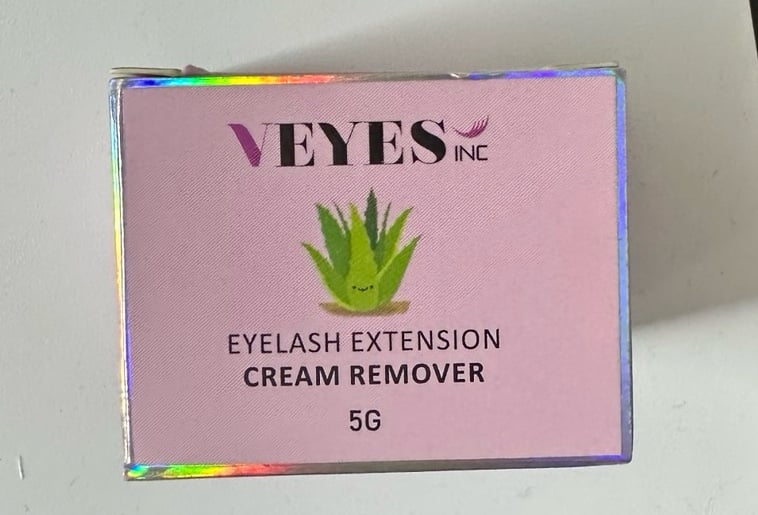 VEYES INC
EYELASH EXTENSION
CREAM REMOVER
5G